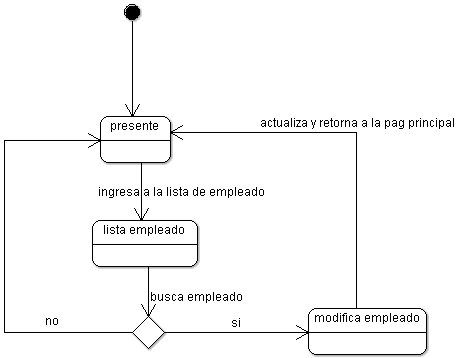 presente
actualiza y retorna a la pag principal
ingresa a la lista de empleado
lista empleado
busca empleado
no
si
modifica empleado